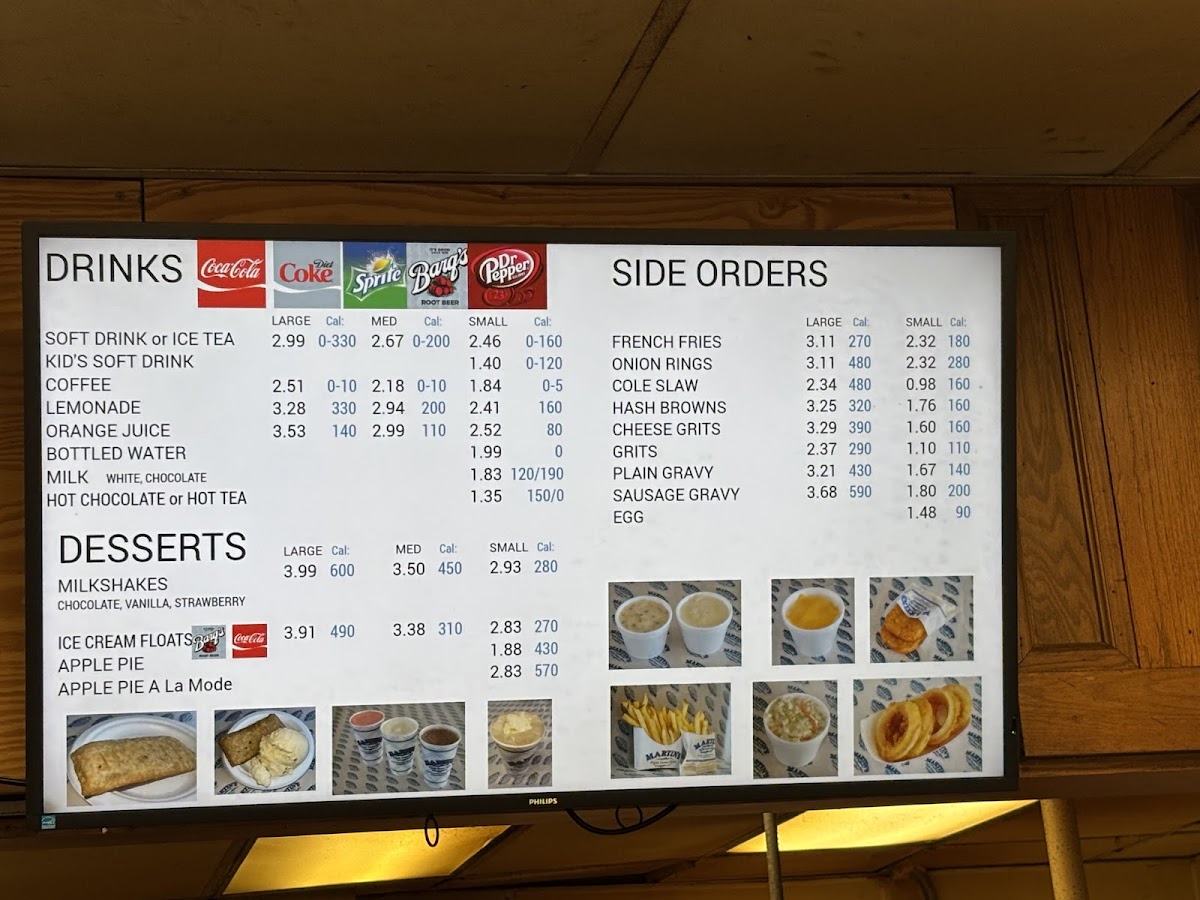 DRINKS Coca-Cola Diet Coke Sprite IT'S GOOD Barq's ROOT BEER Dr Pepper 23
LARGE Cal: MED Cal: SMALL Cal:
SOFT DRINK or ICE TEA 2.99 0-330 2.67 0-200 2.46 0-160
KID'S SOFT DRINK 1.40 0-120
COFFEE 2.51 0-10 2.18 0-10 1.84 0-5
LEMONADE 3.28 330 2.94 200 2.41 160
ORANGE JUICE 3.53 140 2.99 110 2.52 80
BOTTLED WATER 1.99 0
MILK WHITE, CHOCOLATE 1.83 120/190
HOT CHOCOLATE or HOT TEA 1.35 150/0
DESSERTS LARGE Cal: MED Cal: SMALL Cal:
MILKSHAKES 3.99 600 3.50 450 2.93 280
CHOCOLATE, VANILLA, STRAWBERRY
ICE CREAM FLOATS Barq's Coca-Cola 3.91 490 3.38 310 2.83 270
APPLE PIE 1.88 430
APPLE PIE A La Mode 2.83 570
SIDE ORDERS
LARGE Cal: SMALL Cal:
FRENCH FRIES 3.11 270 2.32 180
ONION RINGS 3.11 480 2.32 280
COLE SLAW 2.34 480 0.98 160
HASH BROWNS 3.25 320 1.76 160
CHEESE GRITS 3.29 390 1.60 160
GRITS 2.37 290 1.10 110
PLAIN GRAVY 3.21 430 1.67 140
SAUSAGE GRAVY 3.68 590 1.80 200
EGG 1.48 90
MARTIN'S
PHILIPS